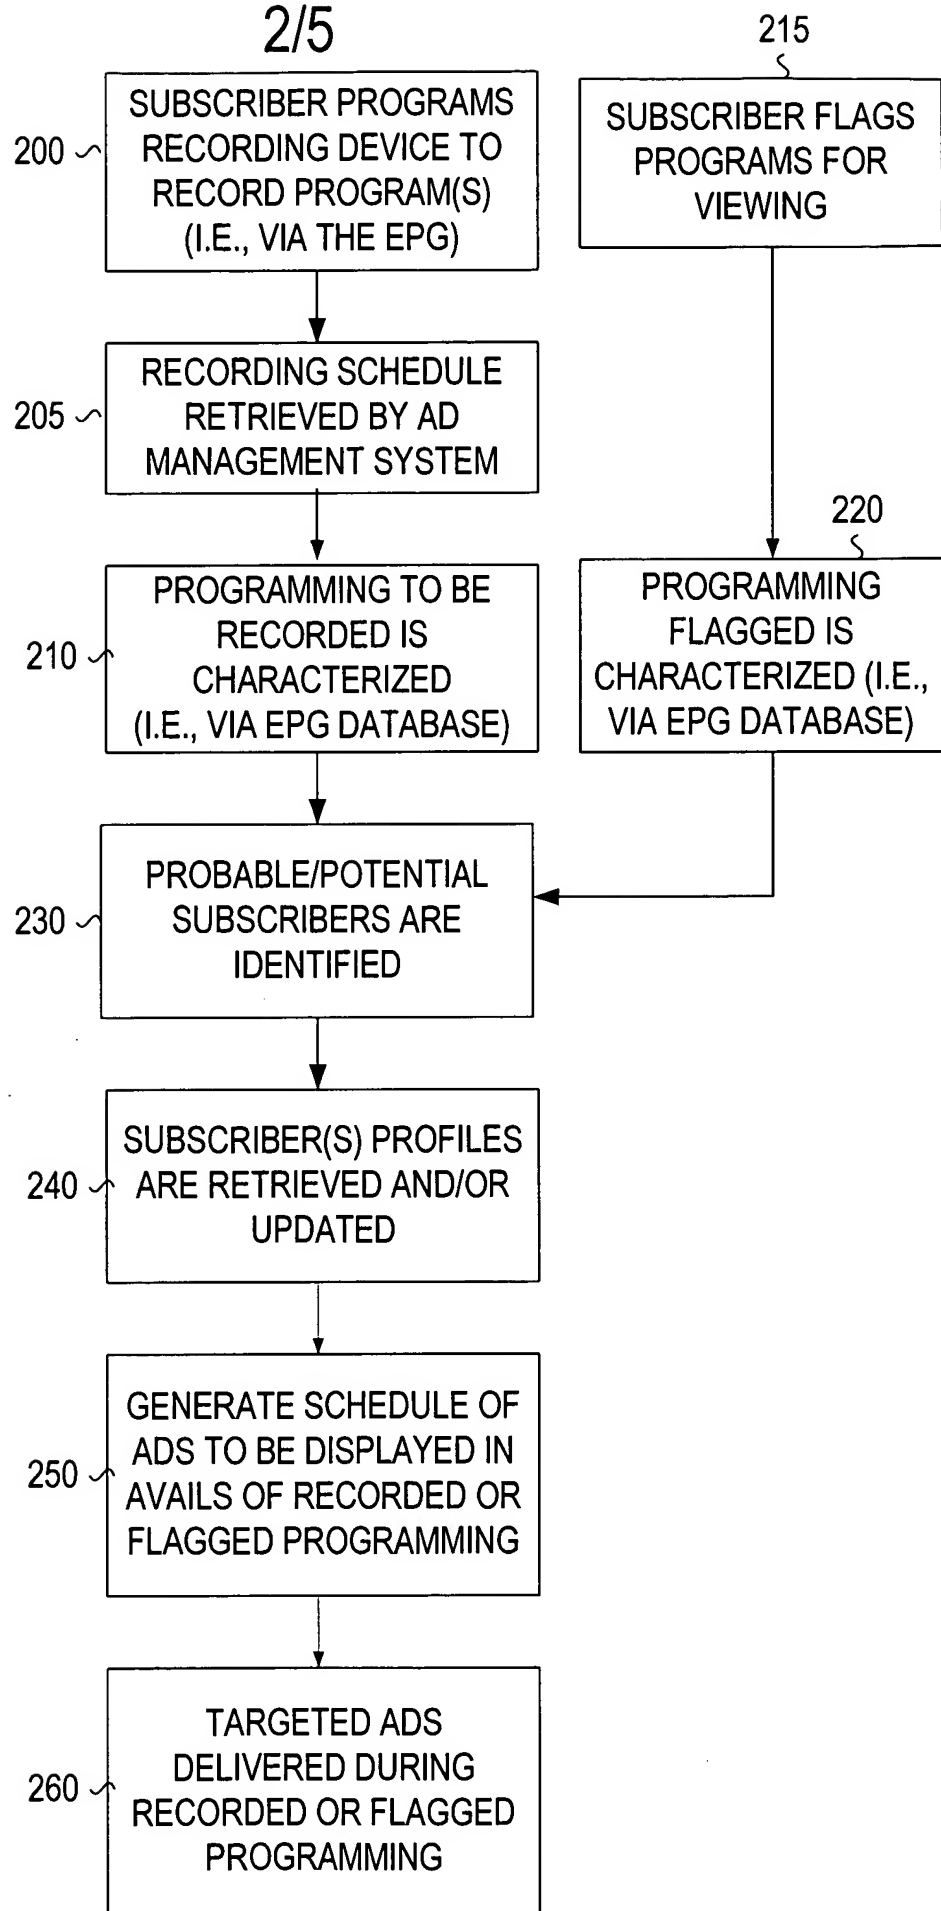 2/5
200
SUBSCRIBER PROGRAMS
RECORDING DEVICE TO
RECORD PROGRAM(S)
(I.E., VIA THE EPG)
215
SUBSCRIBER FLAGS
PROGRAMS FOR
VIEWING
205
RECORDING SCHEDULE
RETRIEVED BY AD
MANAGEMENT SYSTEM
210
PROGRAMMING TO BE
RECORDED IS
CHARACTERIZED
(I.E., VIA EPG DATABASE)
220
PROGRAMMING
FLAGGED IS
CHARACTERIZED (I.E.,
VIA EPG DATABASE)
230
PROBABLE/POTENTIAL
SUBSCRIBERS ARE
IDENTIFIED
240
SUBSCRIBER(S) PROFILES
ARE RETRIEVED AND/OR
UPDATED
250
GENERATE SCHEDULE OF
ADS TO BE DISPLAYED IN
AVAILS OF RECORDED OR
FLAGGED PROGRAMMING
260
TARGETED ADS
DELIVERED DURING
RECORDED OR FLAGGED
PROGRAMMING